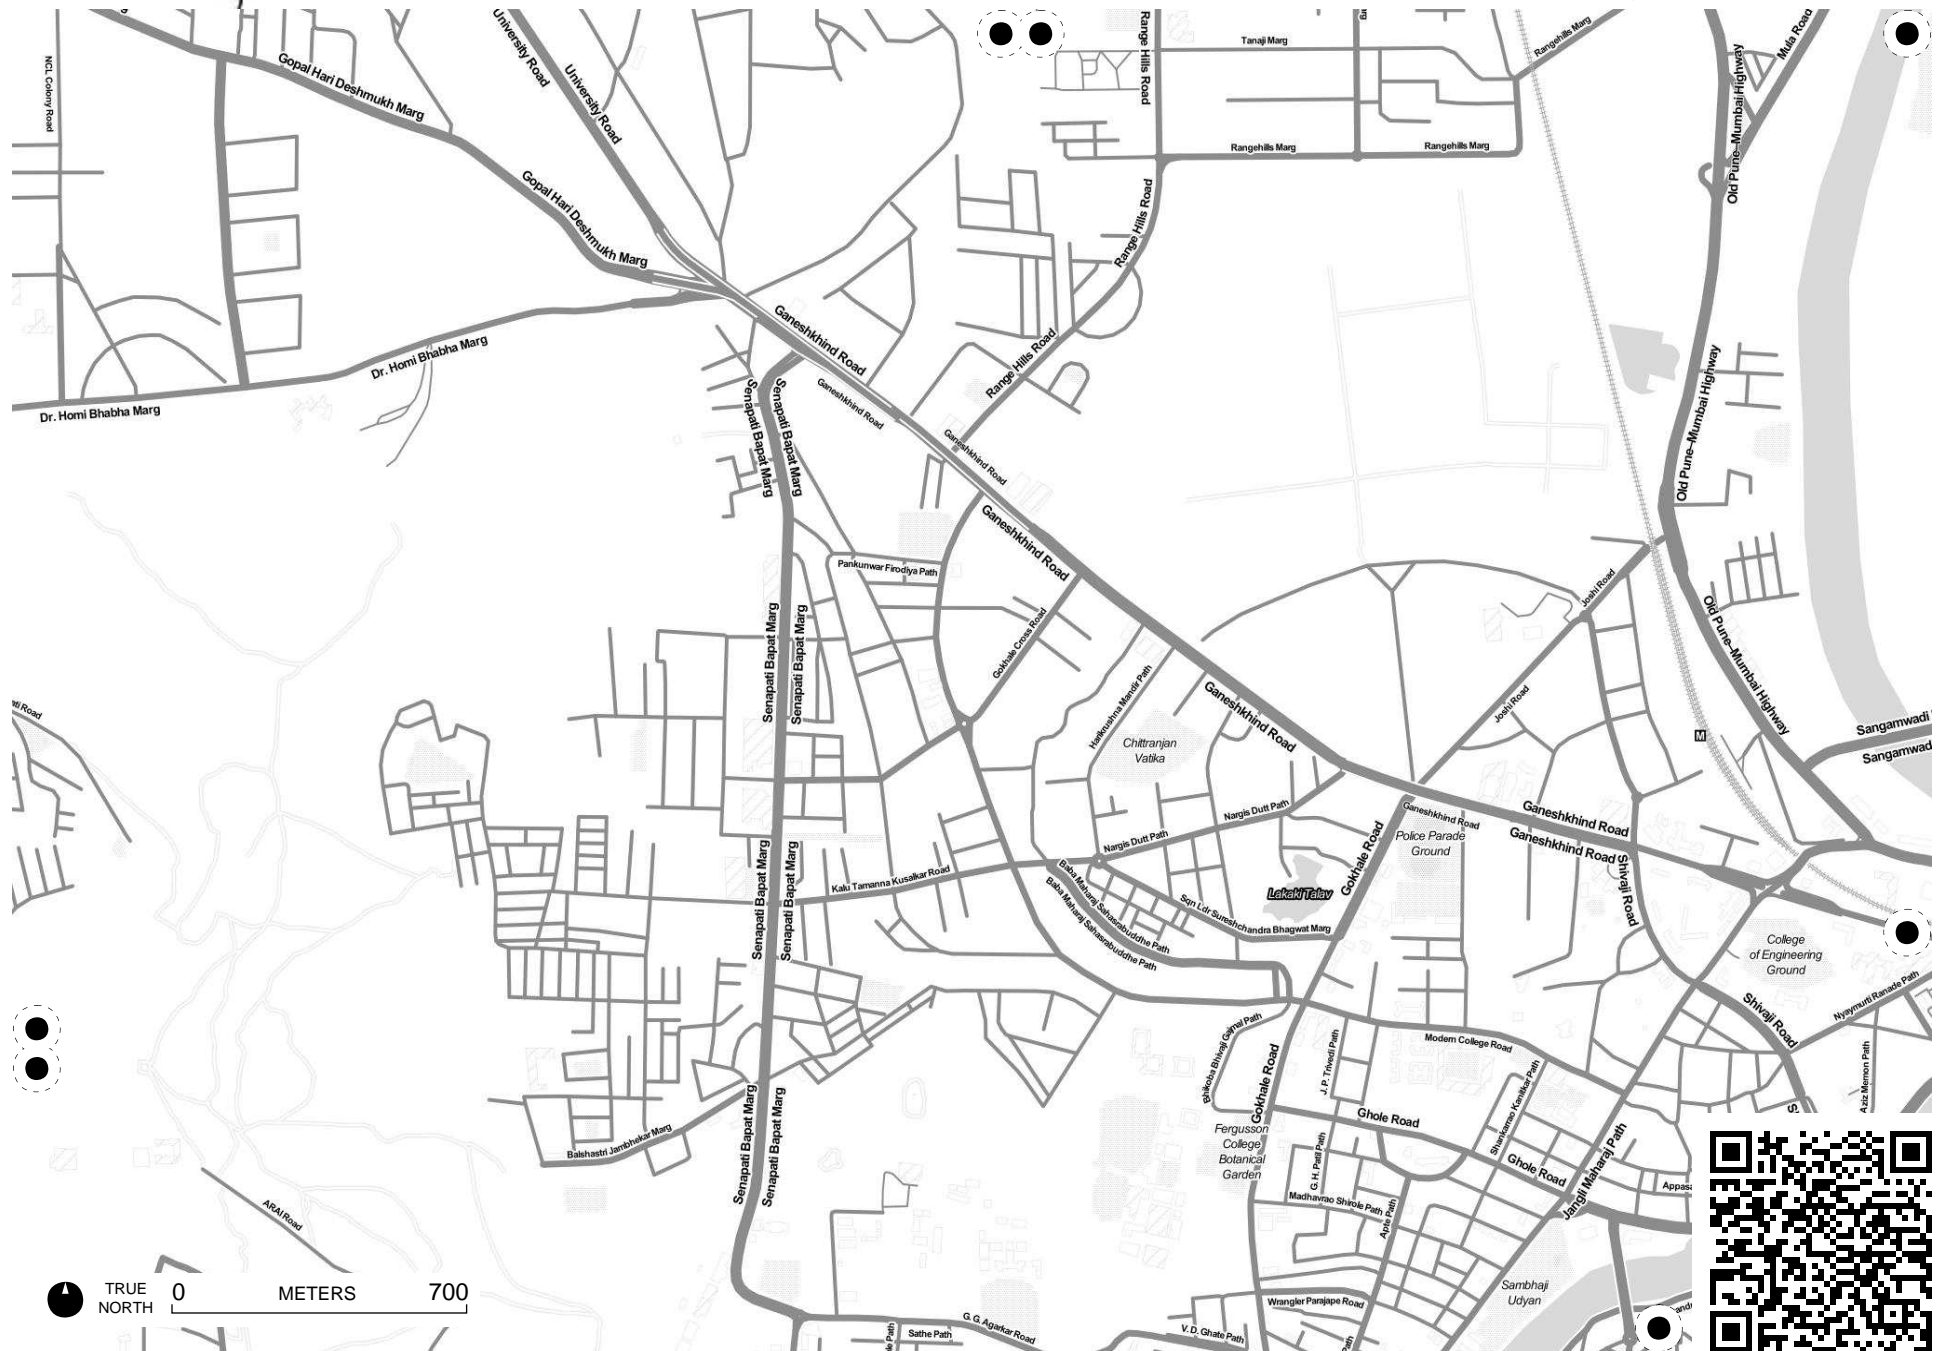 NCL Colony Road
Gopal Hari Deshmukh Marg
University Road
University Road
Range Hills Road
Tanaji Marg
Rangehills Marg
Old Pune–Mumbai Highway
Mula Road
Rangehills Marg
Rangehills Marg
Gopal Hari Deshmukh Marg
Range Hills Road
Ganeshkhind Road
Dr. Homi Bhabha Marg
Range Hills Road
Dr. Homi Bhabha Marg
Senapati Bapat Marg
Senapati Bapat Marg
Ganeshkhind Road
Ganeshkhind Road
Old Pune–Mumbai Highway
Ganeshkhind Road
Pankunwar Firodiya Path
Joshi Road
Gokhale Cross Road
Old Pune–Mumbai Highway
Senapati Bapat Marg
Senapati Bapat Marg
Harikrushna Mandir Path
Ganeshkhind Road
Joshi Road
Chittranjan
Vatika
M
Sangamwadi
Sangamwad
Nargis Dutt Path
Nargis Dutt Path
Ganeshkhind Road
Ganeshkhind Road
Ganeshkhind Road
Police Parade
Ground
Gokhale Road
Shivaji Road
Senapati Bapat Marg
Senapati Bapat Marg
Kalu Tamanna Kusalkar Road
Baba Maharaj Sahasrabuddhe Path
Baba Maharaj Sahasrabuddhe Path
Sqn Ldr Sureshchandra Bhagwat Marg
Lakaki Talav
College
of Engineering
Ground
Nyaymurti Ranade Path
Shivaji Road
Bhikoba Bhivaji Gajmal Path
Gokhale Road
J. P. Trivedi Path
Modern College Road
Shankarrao Kanitkar Path
Aziz Memon Path
Ghole Road
Ghole Road
Fergusson
College
Botanical
Garden
G. H. Patil Path
Madhavrao Shirole Path
Apte Path
Jangli Maharaj Path
Appasa
Balshastri Jambhekar Marg
Senapati Bapat Marg
Senapati Bapat Marg
ARAI Road
Sambhaji
Udyan
Wrangler Parajape Road
V. D. Ghate Path
G. G. Agarkar Road
Sathe Path
TRUE
NORTH
0 METERS 700